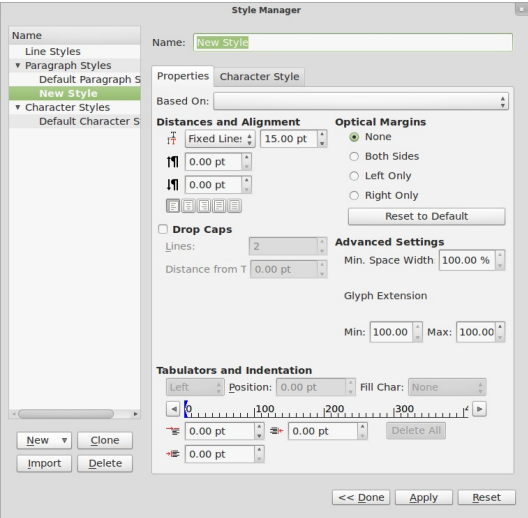 Style Manager
Name
Line Styles
Paragraph Styles
Default Paragraph S
New Style
Character Styles
Default Character S
New
Clone
Import
Delete
Name: New Style
Properties
Character Style
Based On:
Distances and Alignment
Fixed Line:
15.00 pt
0.00 pt
0.00 pt
Drop Caps
Lines: 2
Distance from T 0.00 pt
Optical Margins
None
Both Sides
Left Only
Right Only
Reset to Default
Advanced Settings
Min. Space Width: 100.00 %
Glyph Extension
Min: 100.00 Max: 100.00
Tabulators and Indentation
Left Position: 0.00 pt Fill Char: None
0 100 200 300
0.00 pt 0.00 pt Delete All
0.00 pt
<< Done Apply Reset